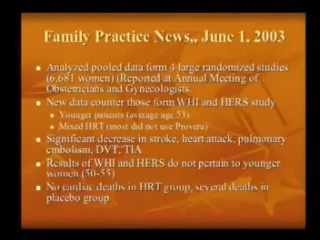 Family Practice News,, June 1, 2003
Analyzed pooled data form 4 large randomized studies
(6,681 women) (Reported at Annual Meeting of
Obstetricians and Gynecologists
New data counter those form WHI and HERS study
Younger patients (average age 53)
Mixed HRT (most did not use Provera)
Significant decrease in stroke, heart attack, pulmonary
embolism, DVT, TIA
Results of WHI and HERS do not pertain to younger
women (50-55)
No cardiac deaths in HRT group, several deaths in
placebo group